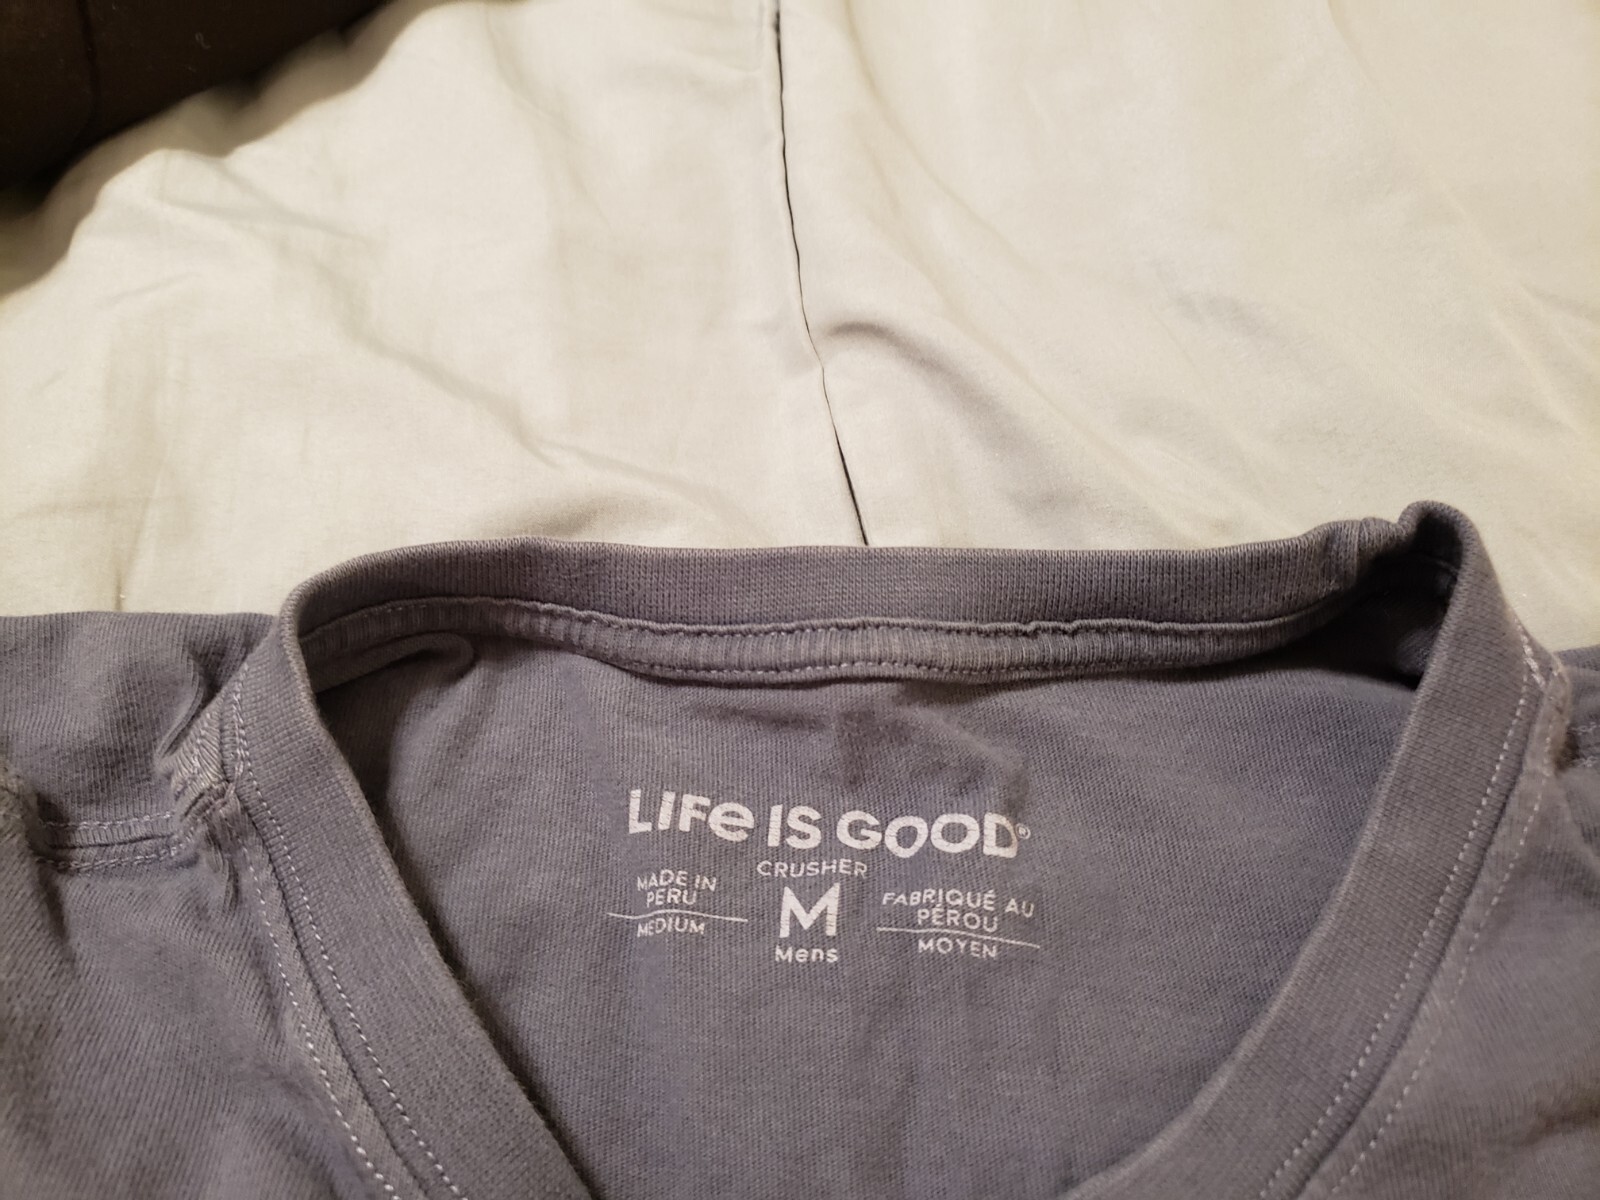 LIFe IS GOOD®
CRUSHER
MADE IN
PERU
MEDIUM
M
Mens
FABRIQUÉ AU
PÉROU
MOYEN